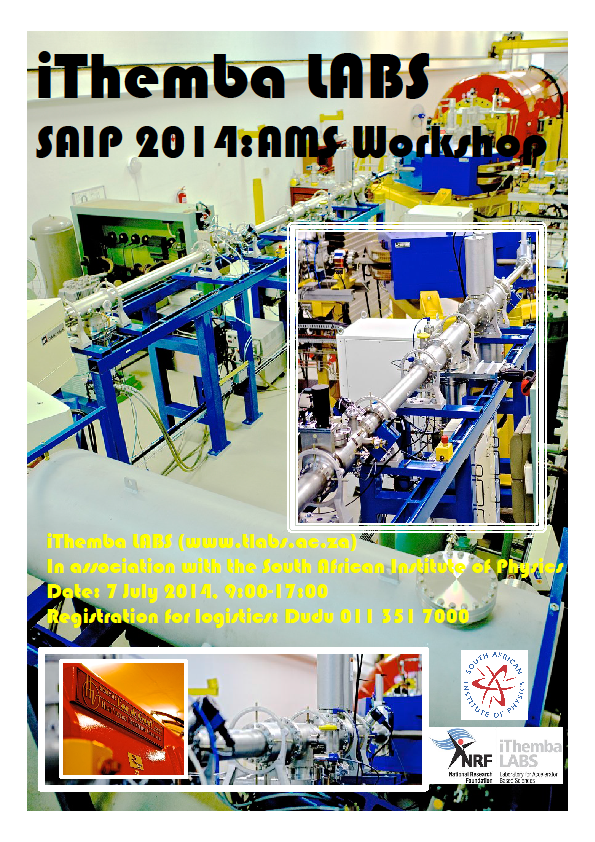 iThemba LABS
SAIP 2014:AMS Workshop
iThemba LABS (www.tlabs.ac.za)
In association with the South African Institute of Physics
Date: 7 July 2014, 9:00-17:00
Registration for logistics: Dudu 011 351 7000
SOUTH AFRICAN
INSTITUTE OF PHYSICS
NRF
National Research
Foundation
iThemba
LABS
Laboratory for Accelerator
Based Sciences